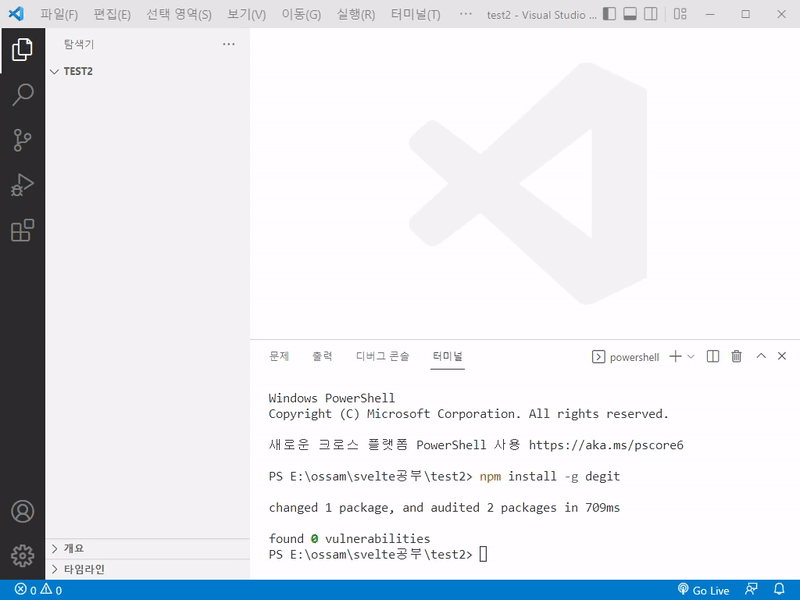 파일(F) 편집(E) 선택 영역(S) 보기(V) 이동(G) 실행(R) 터미널(T) ··· test2 - Visual Studio ...
탐색기 ···
TEST2
문제 출력 디버그 콘솔 터미널 powershell
Windows PowerShell
Copyright (C) Microsoft Corporation. All rights reserved.
새로운 크로스 플랫폼 PowerShell 사용 https://aka.ms/pscore6
PS E:\ossam\svelte공부\test2> npm install -g degit
changed 1 package, and audited 2 packages in 709ms
found 0 vulnerabilities
PS E:\ossam\svelte공부\test2>
개요
타임라인
0 0 Go Live